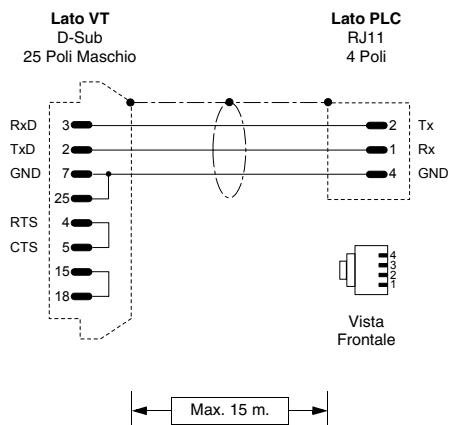 Lato VT
D-Sub
25 Poli Maschio
Lato PLC
RJ11
4 Poli
RxD 3 2 Tx
TxD 2 1 Rx
GND 7 4 GND
25
RTS 4
CTS 5
15
18
4
3
2
1
Vista
Frontale
Max. 15 m.